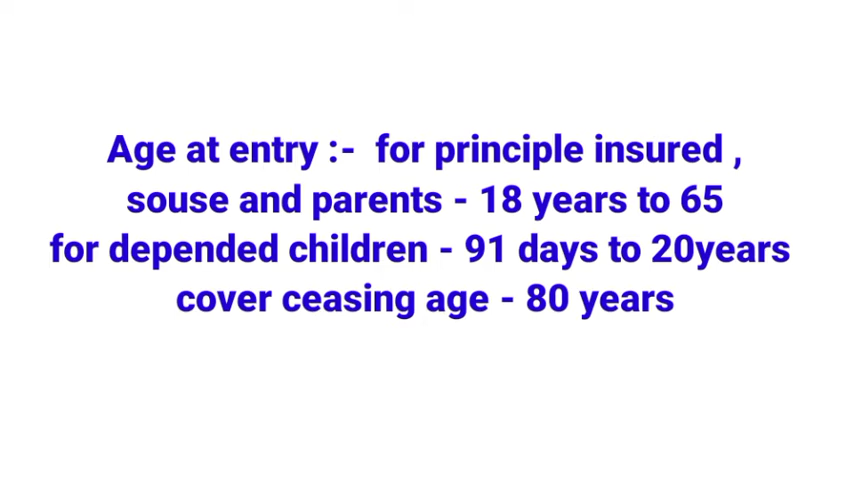 Age at entry :- for principle insured ,
souse and parents - 18 years to 65
for depended children - 91 days to 20years
cover ceasing age - 80 years